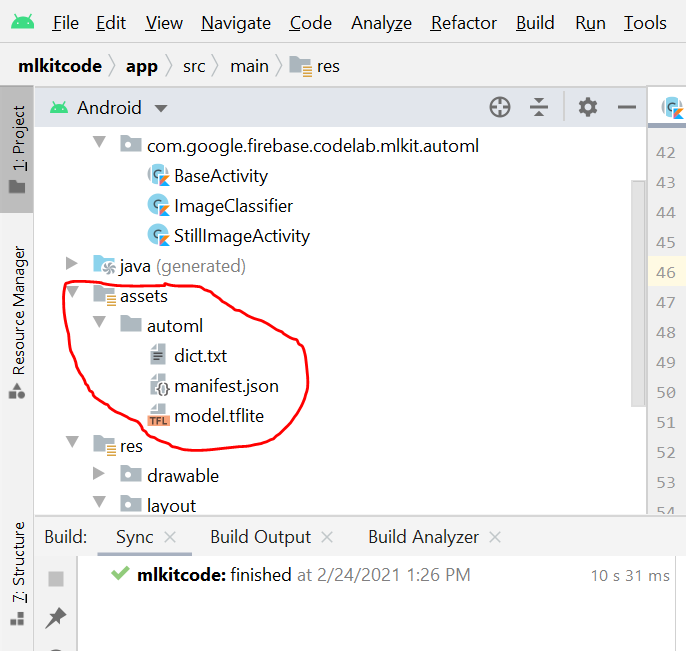 File Edit View Navigate Code Analyze Refactor Build Run Tools
mlkitcode app src main res
1: Project
Android
com.google.firebase.codelab.mlkit.automl
BaseActivity
ImageClassifier
StillImageActivity
java (generated)
assets
automl
dict.txt
manifest.json
TFL model.tflite
res
drawable
layout
42
43
44
45
46
47
48
49
50
51
52
53
54
Resource Manager
7: Structure
Build: Sync Build Output Build Analyzer
mlkitcode: finished at 2/24/2021 1:26 PM 10 s 31 ms